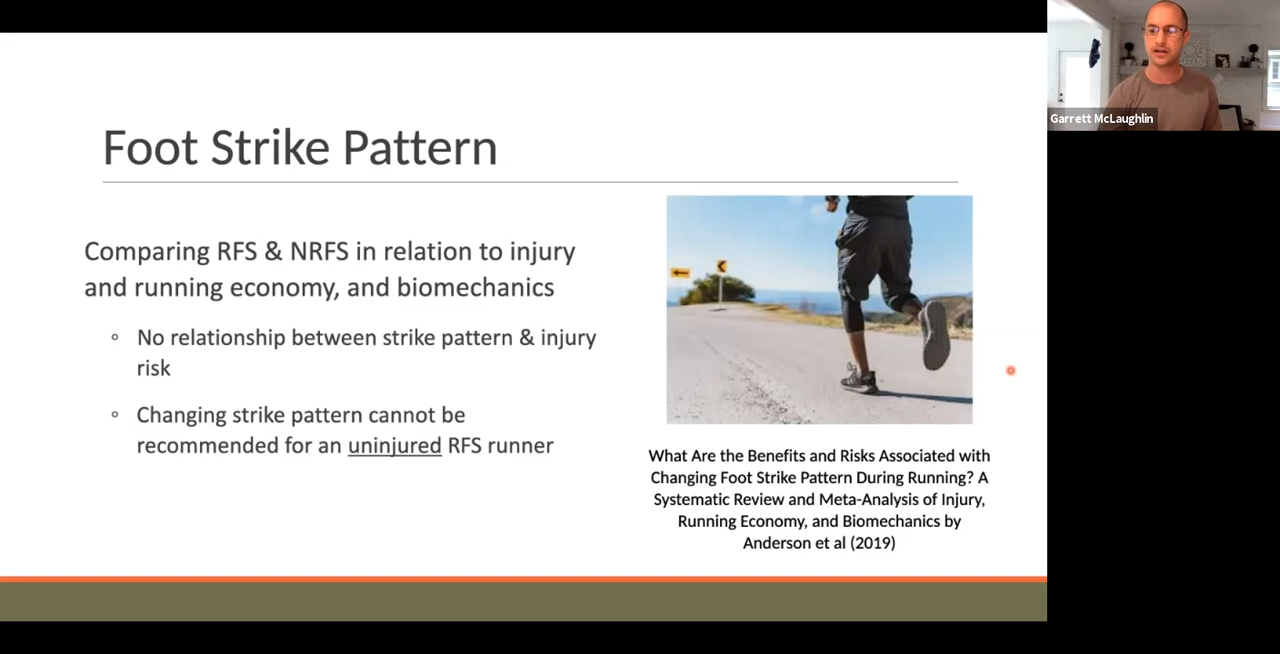 Foot Strike Pattern
Comparing RFS & NRFS in relation to injury
and running economy, and biomechanics
No relationship between strike pattern & injury
risk
Changing strike pattern cannot be
recommended for an uninjured RFS runner
What Are the Benefits and Risks Associated with
Changing Foot Strike Pattern During Running? A
Systematic Review and Meta-Analysis of Injury,
Running Economy, and Biomechanics by
Anderson et al (2019)
Garrett McLaughlin